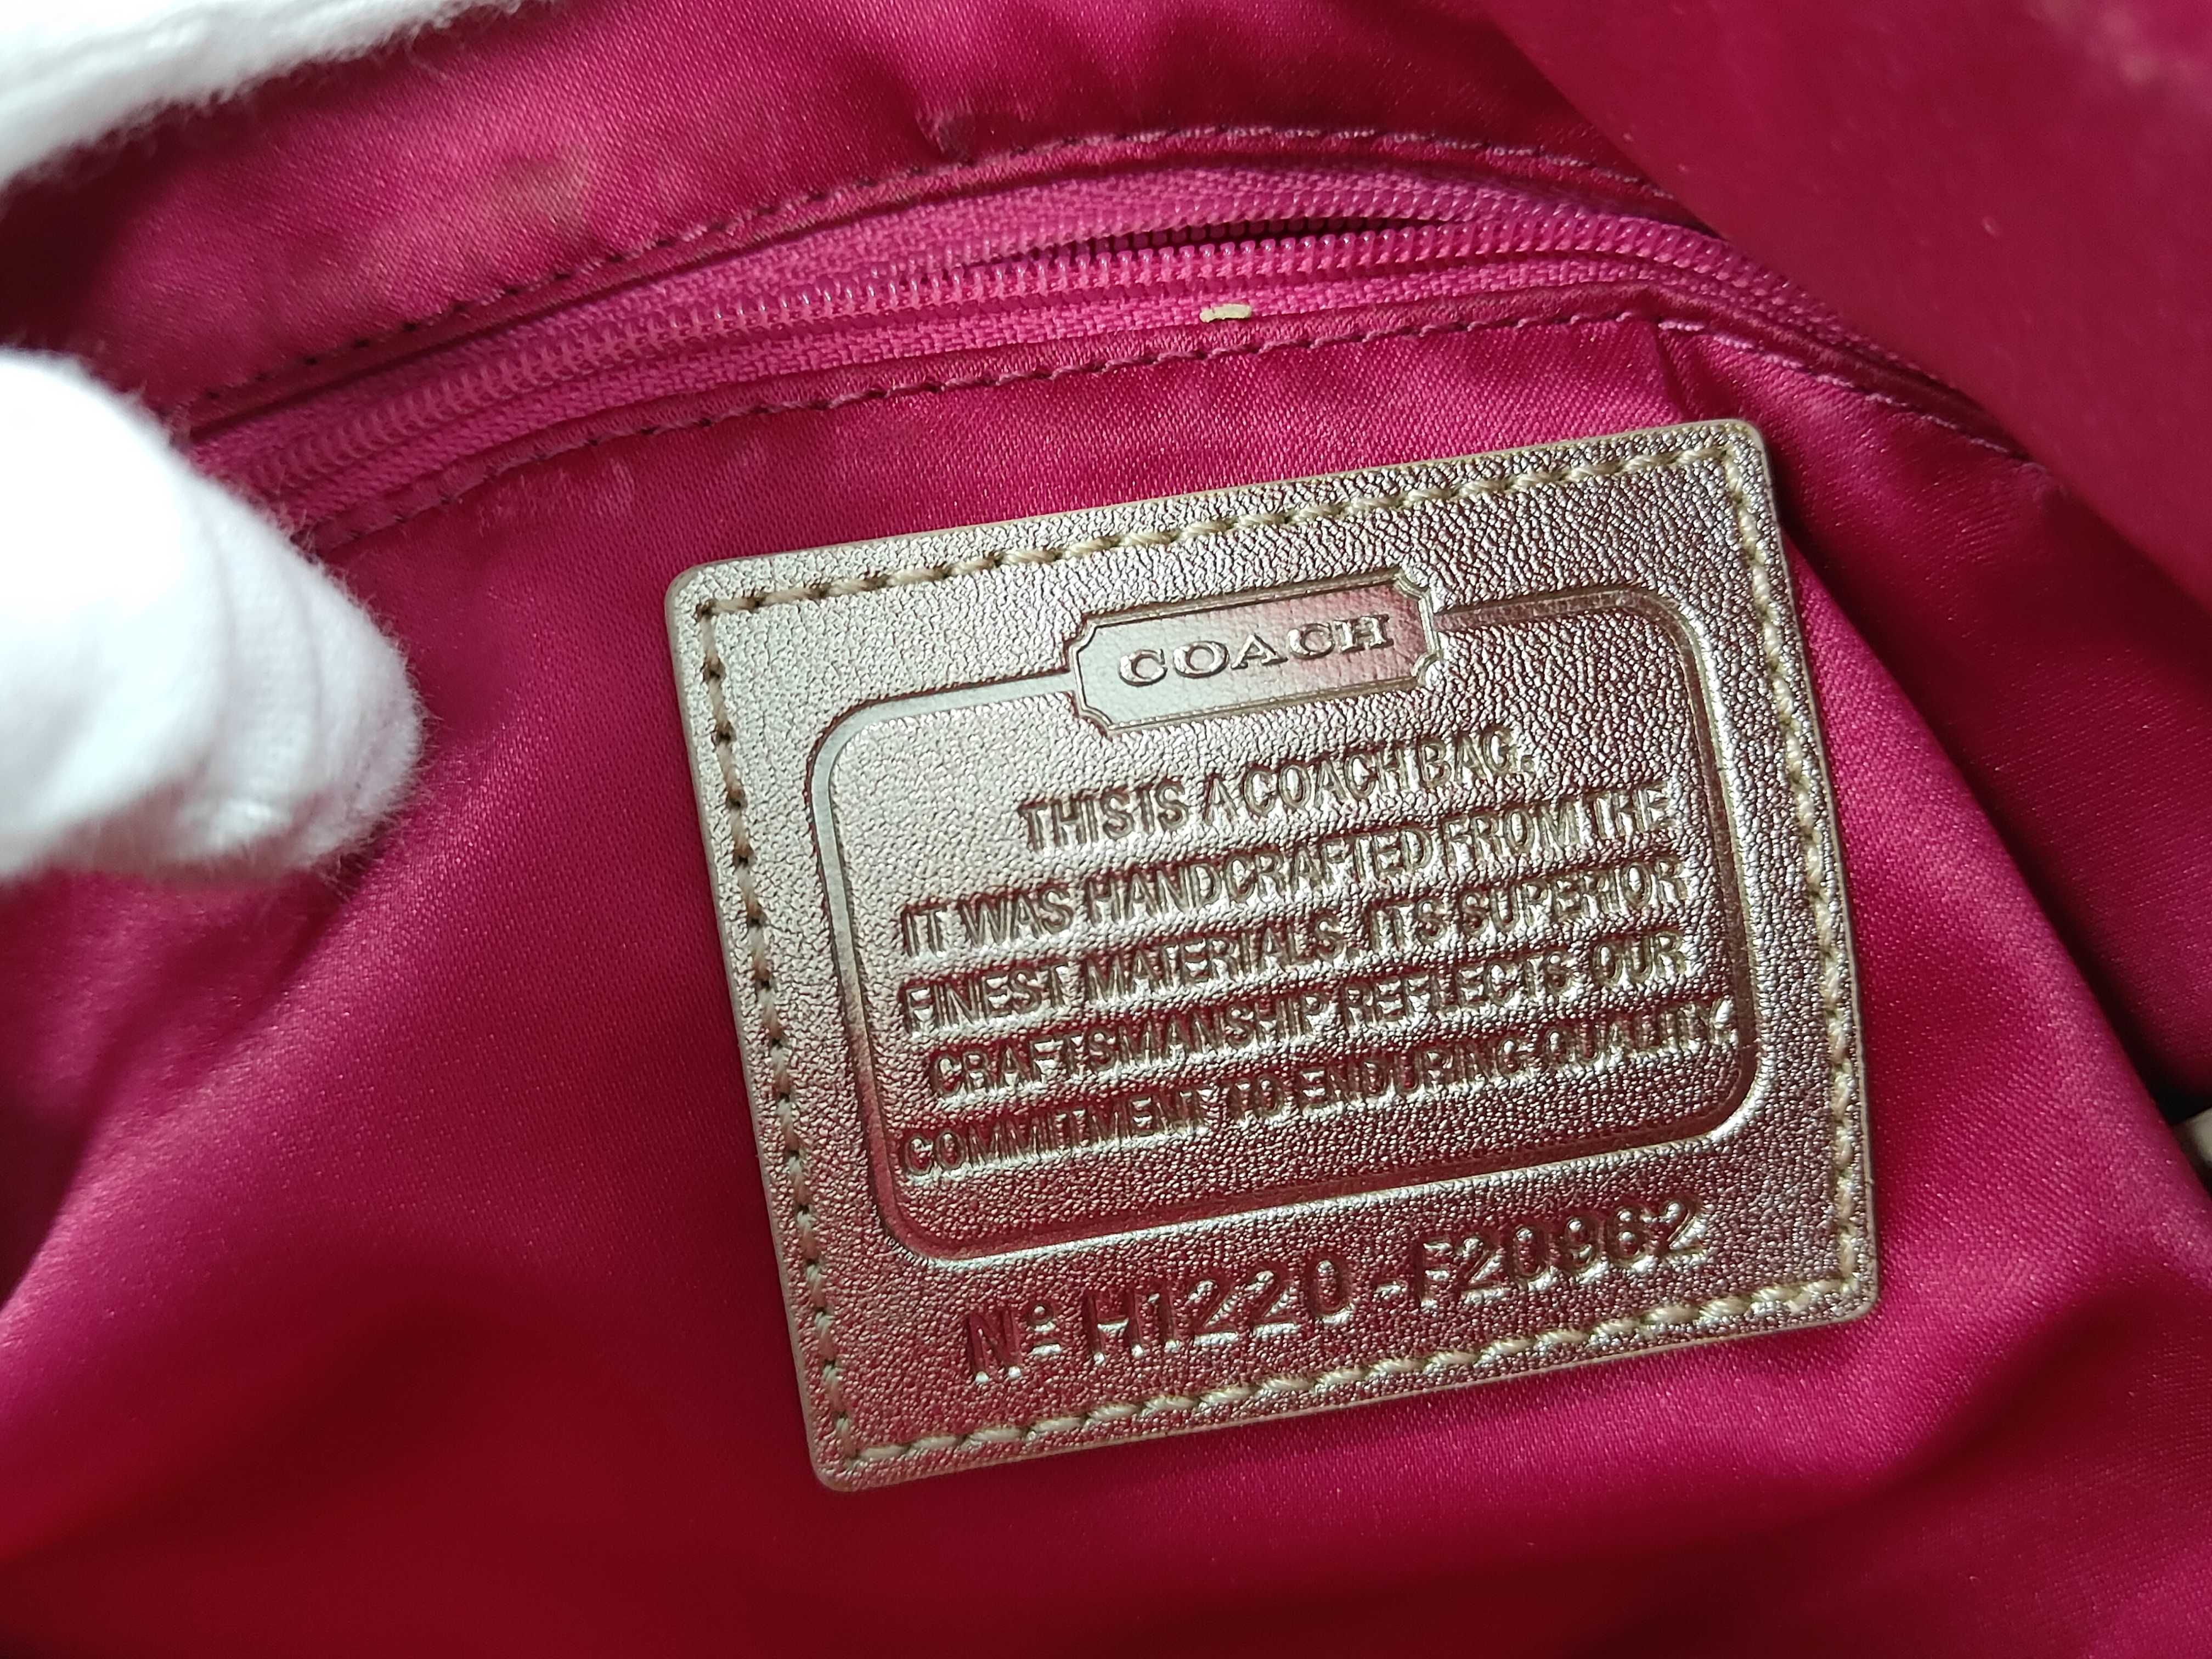 COACH
THIS IS A COACH BAG.
IT WAS HANDCRAFTED FROM THE
FINEST MATERIALS. ITS SUPERIOR
CRAFTSMANSHIP REFLECTS OUR
COMMITMENT TO ENDURING QUALITY.
Nº H1220-F20862